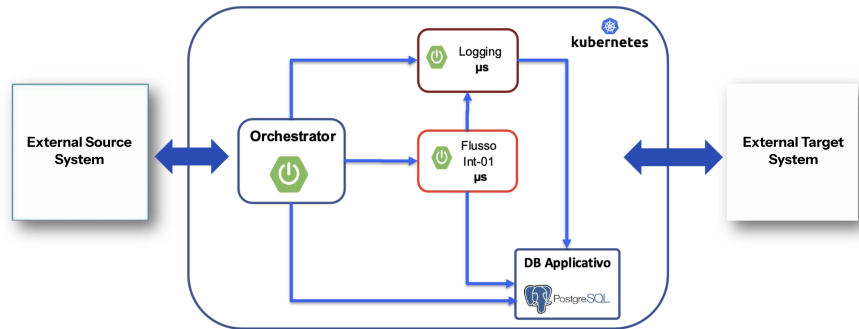 kubernetes
Logging
μs
External Source
System
Orchestrator
Flusso
Int-01
μs
External Target
System
DB Applicativo
PostgreSQL